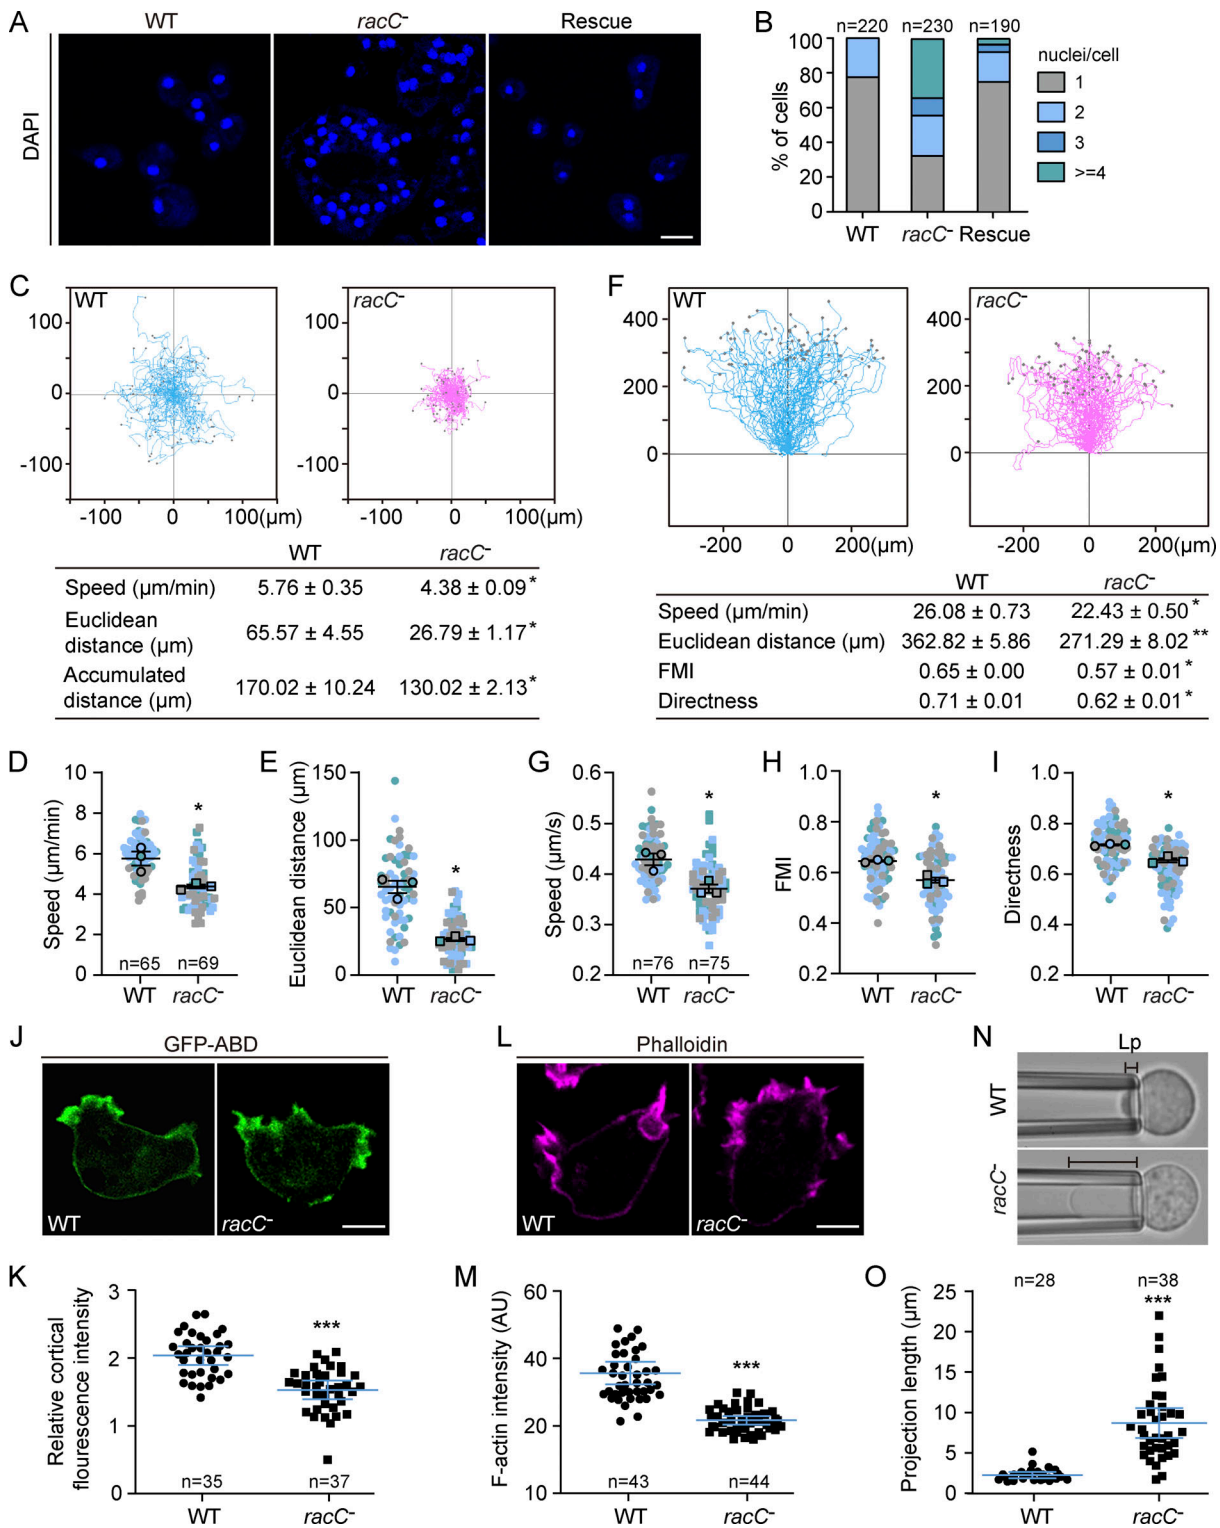 A
WT
racC-
Rescue
DAPI
B
n=220 n=230 n=190
% of cells
100
80
60
40
20
0
WT racC- Rescue
nuclei/cell
1
2
3
>=4
C
WT
100
0
-100
-100 0 100(µm)
racC-
100
0
-100
-100 0 100(µm)
WT racC-
Speed (µm/min) 5.76 ± 0.35 4.38 ± 0.09 *
Euclidean
distance (µm) 65.57 ± 4.55 26.79 ± 1.17 *
Accumulated
distance (µm) 170.02 ± 10.24 130.02 ± 2.13 *
F
WT
400
200
0
-200 0 200(µm)
racC-
400
200
0
-200 0 200(µm)
WT racC-
Speed (µm/min) 26.08 ± 0.73 22.43 ± 0.50 *
Euclidean distance (µm) 362.82 ± 5.86 271.29 ± 8.02 **
FMI 0.65 ± 0.00 0.57 ± 0.01 *
Directness 0.71 ± 0.01 0.62 ± 0.01 *
D
Speed (µm/min)
10
8
6
4
2
0
*
n=65 n=69
WT racC-
E
Euclidean distance (µm)
150
100
50
0
*
WT racC-
G
Speed (µm/s)
0.6
0.5
0.4
0.3
0.2
*
n=76 n=75
WT racC-
H
FMI
1.0
0.8
0.6
0.4
0.2
*
WT racC-
I
Directness
1.0
0.8
0.6
0.4
0.2
*
WT racC-
J
GFP-ABD
WT
racC-
L
Phalloidin
WT
racC-
N
Lp
WT
racC-
K
Relative cortical
flourescence intensity
3
2
1
0
***
n=35 n=37
WT racC-
M
F-actin intensity (AU)
60
40
20
10
***
n=43 n=44
WT racC-
O
Projection length (µm)
25
20
15
10
5
0
n=28 n=38
***
WT racC-